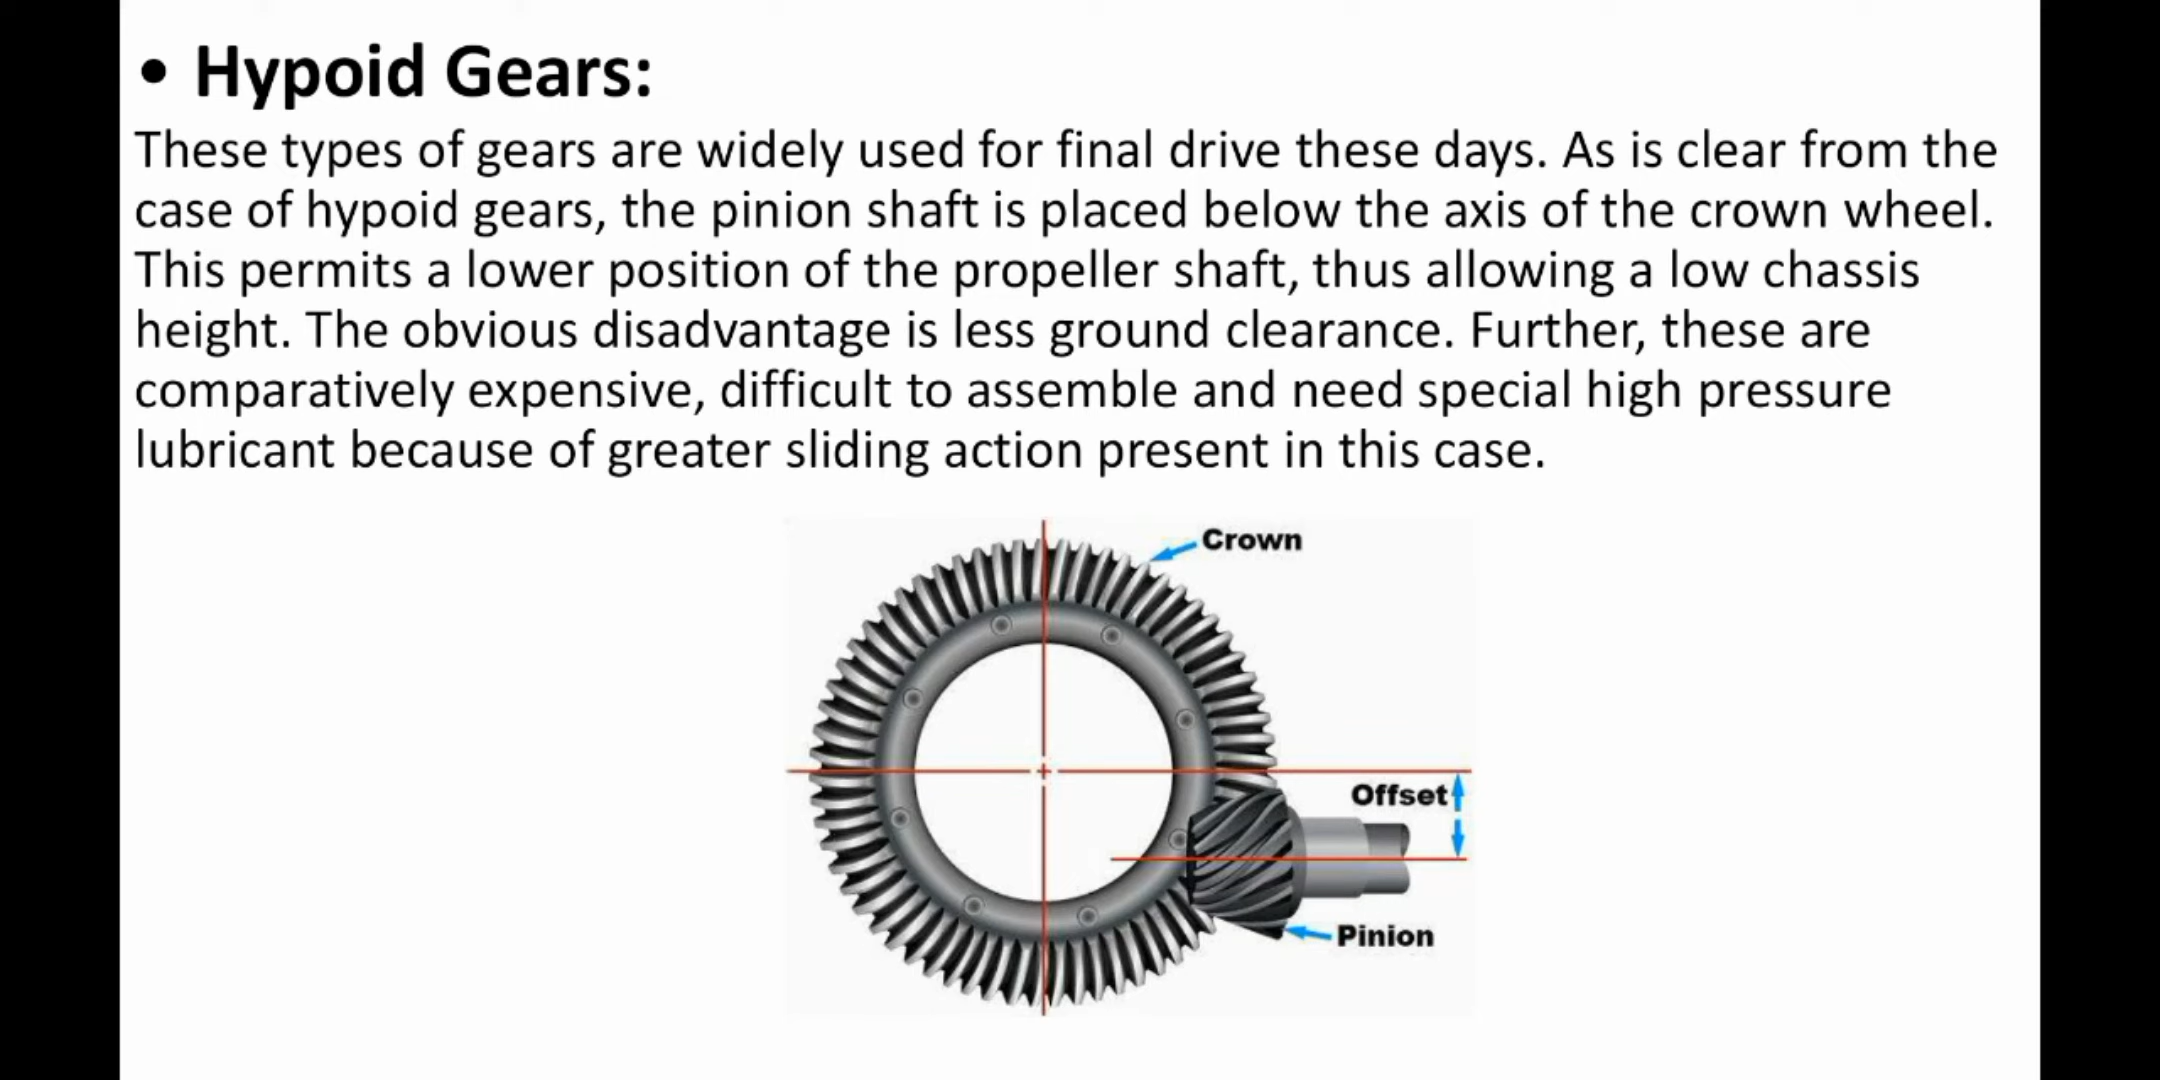 • Hypoid Gears:
These types of gears are widely used for final drive these days. As is clear from the
case of hypoid gears, the pinion shaft is placed below the axis of the crown wheel.
This permits a lower position of the propeller shaft, thus allowing a low chassis
height. The obvious disadvantage is less ground clearance. Further, these are
comparatively expensive, difficult to assemble and need special high pressure
lubricant because of greater sliding action present in this case.
Crown
Offset
Pinion